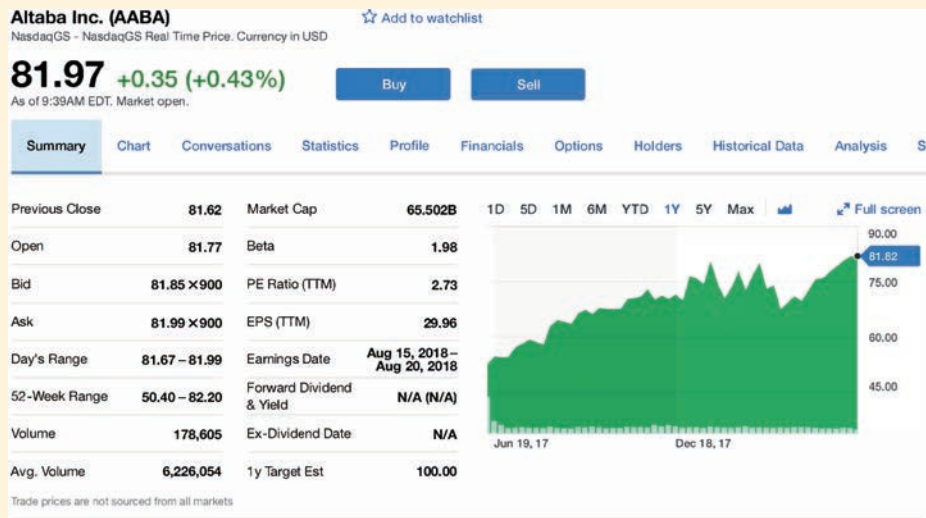 Altaba Inc. (AABA)
Add to watchlist
NasdaqGS - NasdaqGS Real Time Price. Currency in USD
81.97 +0.35 (+0.43%)
Buy
Sell
As of 9:39AM EDT. Market open.
Summary Chart Conversations Statistics Profile Financials Options Holders Historical Data Analysis S
Previous Close 81.62
Open 81.77
Bid 81.85 ×900
Ask 81.99 ×900
Day's Range 81.67 – 81.99
52-Week Range 50.40 – 82.20
Volume 178,605
Avg. Volume 6,226,054
Market Cap 65.502B
Beta 1.98
PE Ratio (TTM) 2.73
EPS (TTM) 29.96
Earnings Date Aug 15, 2018–
Aug 20, 2018
Forward Dividend
& Yield N/A (N/A)
Ex-Dividend Date N/A
1y Target Est 100.00
1D 5D 1M 6M YTD 1Y 5Y Max Full screen
90.00
81.82
75.00
60.00
45.00
Jun 19, 17 Dec 18, 17
Trade prices are not sourced from all markets